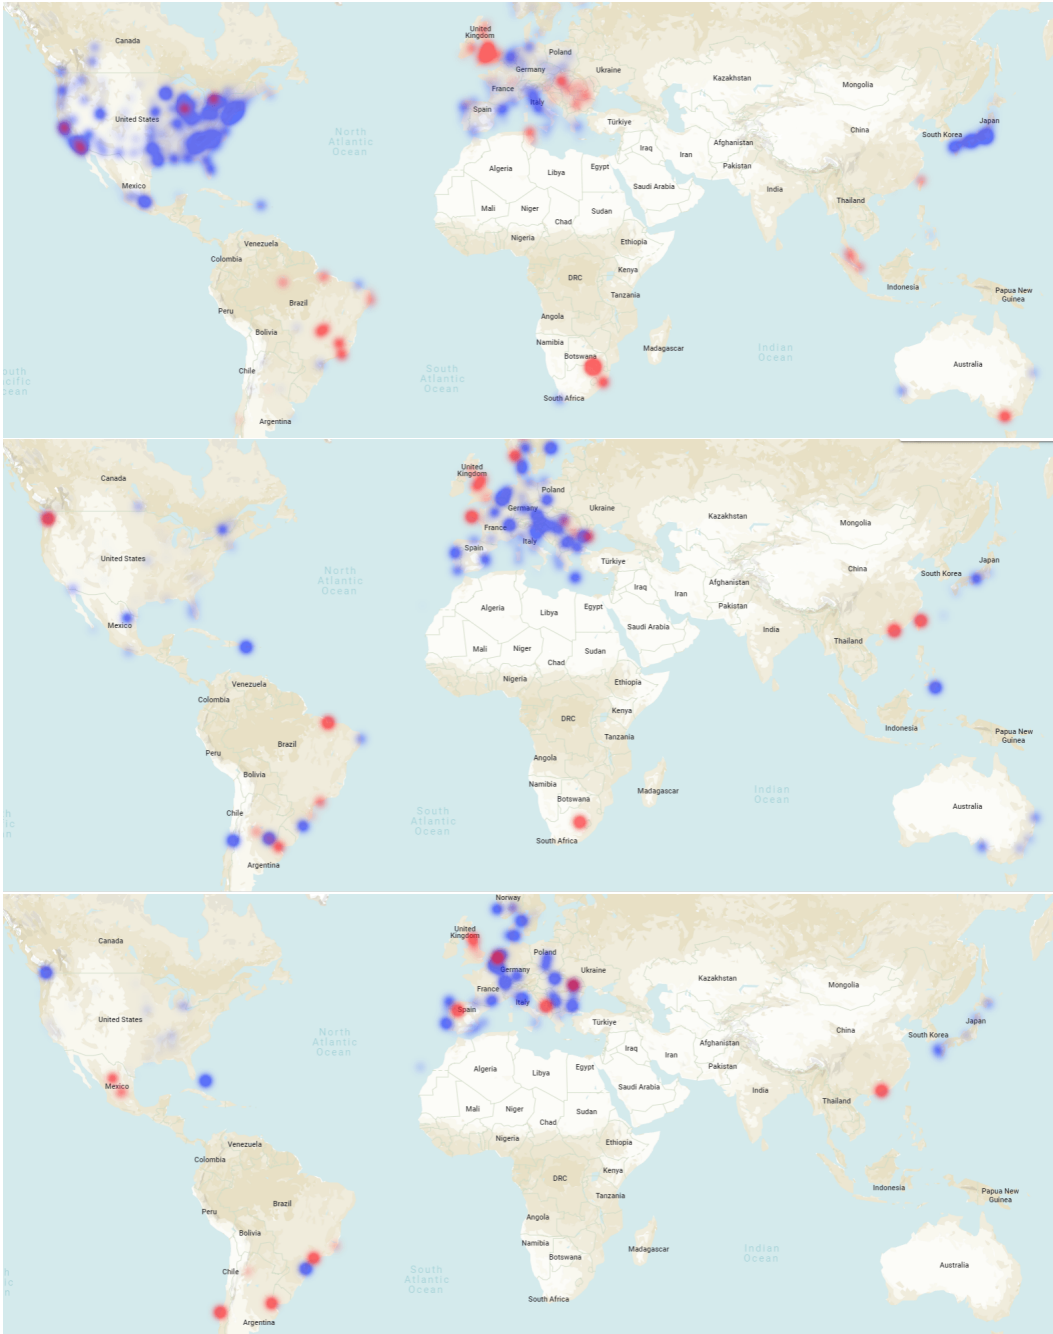 Canada
United
Kingdom
Poland
Germany
Ukraine
Kazakhstan
Mongolia
France
United States
North
Atlantic
Ocean
Spain
Italy
Türkiye
China
South Korea
Japan
Iraq
Iran
Afghanistan
Pakistan
Algeria
Libya
Egypt
Saudi Arabia
India
Mexico
Mali
Niger
Chad
Sudan
Thailand
Venezuela
Nigeria
Ethiopia
Colombia
DRC
Kenya
Indonesia
Papua New
Guinea
Brazil
Tanzania
Peru
Angola
Bolivia
Namibia
Botswana
Madagascar
Indian
Ocean
Chile
South
Atlantic
Ocean
Australia
outh
cific
cean
South Africa
Argentina
Canada
United
Kingdom
Poland
Germany
Ukraine
Kazakhstan
Mongolia
France
United States
North
Atlantic
Ocean
Spain
Italy
Türkiye
China
South Korea
Japan
Iraq
Iran
Afghanistan
Pakistan
Algeria
Libya
Egypt
Saudi Arabia
India
Mexico
Mali
Niger
Chad
Sudan
Thailand
Venezuela
Nigeria
Ethiopia
Colombia
DRC
Kenya
Indonesia
Papua New
Guinea
Brazil
Tanzania
Peru
Angola
Bolivia
Namibia
Botswana
Madagascar
Indian
Ocean
Chile
South
Atlantic
Ocean
Australia
h
ic
n
South Africa
Argentina
Norway
Canada
United
Kingdom
Poland
Germany
Ukraine
Kazakhstan
Mongolia
France
United States
North
Atlantic
Ocean
Spain
Italy
Türkiye
China
South Korea
Japan
Iraq
Iran
Afghanistan
Pakistan
Algeria
Libya
Egypt
Saudi Arabia
India
Mexico
Mali
Niger
Chad
Sudan
Thailand
Venezuela
Nigeria
Ethiopia
Colombia
DRC
Kenya
Indonesia
Papua New
Guinea
Brazil
Tanzania
Peru
Angola
Bolivia
Namibia
Botswana
Madagascar
Indian
Ocean
Chile
South
Atlantic
Ocean
Australia
h
ic
n
South Africa
Argentina